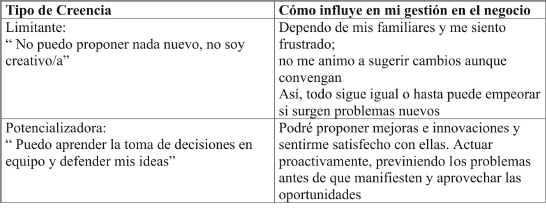 Tipo de Creencia
Cómo influye en mi gestión en el negocio
Limitante:
“ No puedo proponer nada nuevo, no soy
creativo/a”
Dependo de mis familiares y me siento
frustrado;
no me animo a sugerir cambios aunque
convengan
Así, todo sigue igual o hasta puede empeorar
si surgen problemas nuevos
Potencializadora:
“ Puedo aprender la toma de decisiones en
equipo y defender mis ideas”
Podré proponer mejoras e innovaciones y
sentirme satisfecho con ellas. Actuar
proactivamente, previniendo los problemas
antes de que manifiesten y aprovechar las
oportunidades